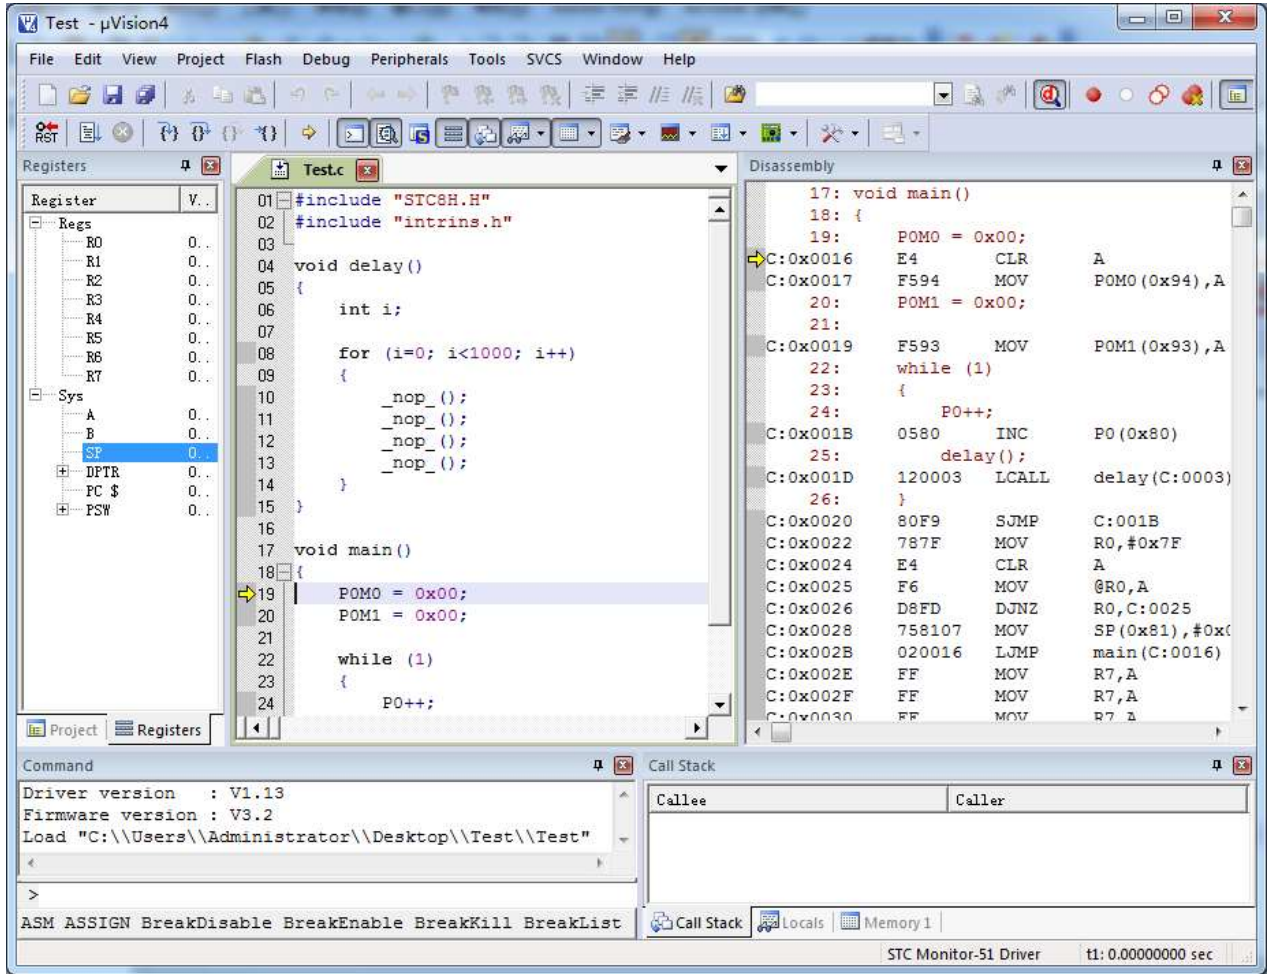 Test - µVision4
File Edit View Project Flash Debug Peripherals Tools SVCS Window Help
RST
Registers
Register V..
Regs
R0 0..
R1 0..
R2 0..
R3 0..
R4 0..
R5 0..
R6 0..
R7 0..
Sys
A 0..
B 0..
SP 0..
DPTR 0..
PC $ 0..
PSW 0..
Project Registers
Test.c
01 #include "STC8H.H"
02 #include "intrins.h"
03
04 void delay()
05 {
06 int i;
07
08 for (i=0; i<1000; i++)
09 {
10 _nop_();
11 _nop_();
12 _nop_();
13 _nop_();
14 }
15 }
16
17 void main()
18 {
19 P0M0 = 0x00;
20 P0M1 = 0x00;
21
22 while (1)
23 {
24 P0++;
Disassembly
17: void main()
18: {
19: P0M0 = 0x00;
C:0x0016 E4 CLR A
C:0x0017 F594 MOV P0M0(0x94),A
20: P0M1 = 0x00;
21:
C:0x0019 F593 MOV P0M1(0x93),A
22: while (1)
23: {
24: P0++;
C:0x001B 0580 INC P0(0x80)
25: delay();
C:0x001D 120003 LCALL delay(C:0003)
26: }
C:0x0020 80F9 SJMP C:001B
C:0x0022 787F MOV R0,#0x7F
C:0x0024 E4 CLR A
C:0x0025 F6 MOV @R0,A
C:0x0026 D8FD DJNZ R0,C:0025
C:0x0028 758107 MOV SP(0x81),#0x
C:0x002B 020016 LJMP main(C:0016)
C:0x002E FF MOV R7,A
C:0x002F FF MOV R7,A
C:0x0030 FF MOV R7,A
Command
Driver version : V1.13
Firmware version : V3.2
Load "C:\\Users\\Administrator\\Desktop\\Test\\Test"
>
ASM ASSIGN BreakDisable BreakEnable BreakKill BreakList
Call Stack
Callee Caller
Call Stack Locals Memory 1
STC Monitor-51 Driver t1: 0.00000000 sec